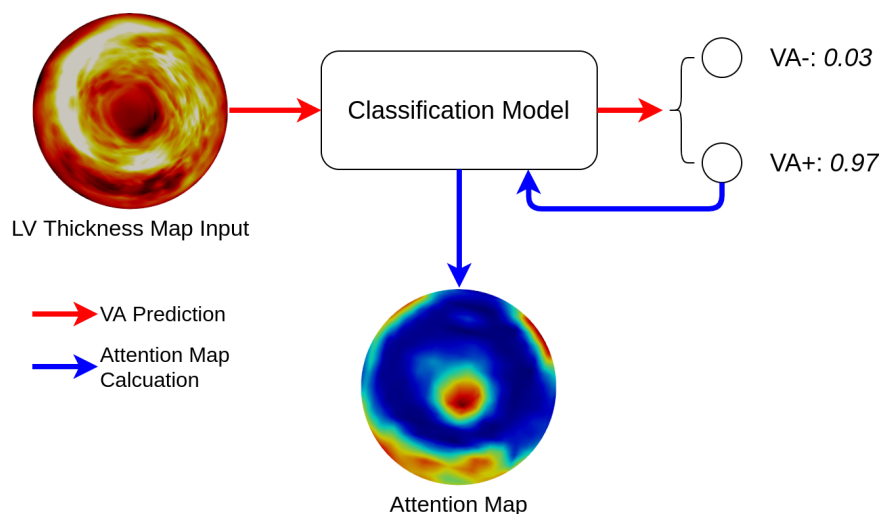 VA-: 0.03
Classification Model
VA+: 0.97
LV Thickness Map Input
VA Prediction
Attention Map
Calcuation
Attention Map